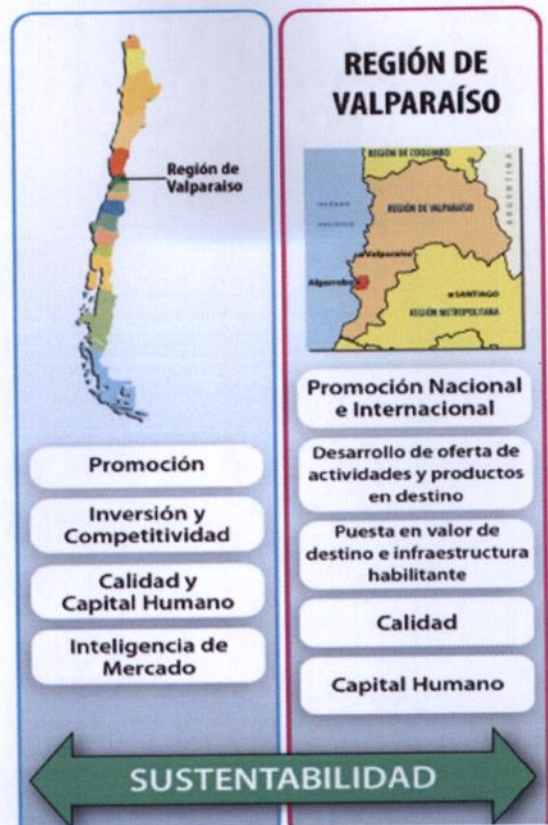 Región de
Valparaiso
Promoción
Inversión y
Competitividad
Calidad y
Capital Humano
Inteligencia de
Mercado
REGIÓN DE
VALPARAÍSO
REGIÓN DE COQUIMBO
ARGENTINA
REGIÓN DE VALPARAÍSO
Valparaíso
Algarrobo
SANTIAGO
REGIÓN METROPOLITANA
Promoción Nacional
e Internacional
Desarrollo de oferta de
actividades y productos
en destino
Puesta en valor de
destino e infraestructura
habilitante
Calidad
Capital Humano
SUSTENTABILIDAD